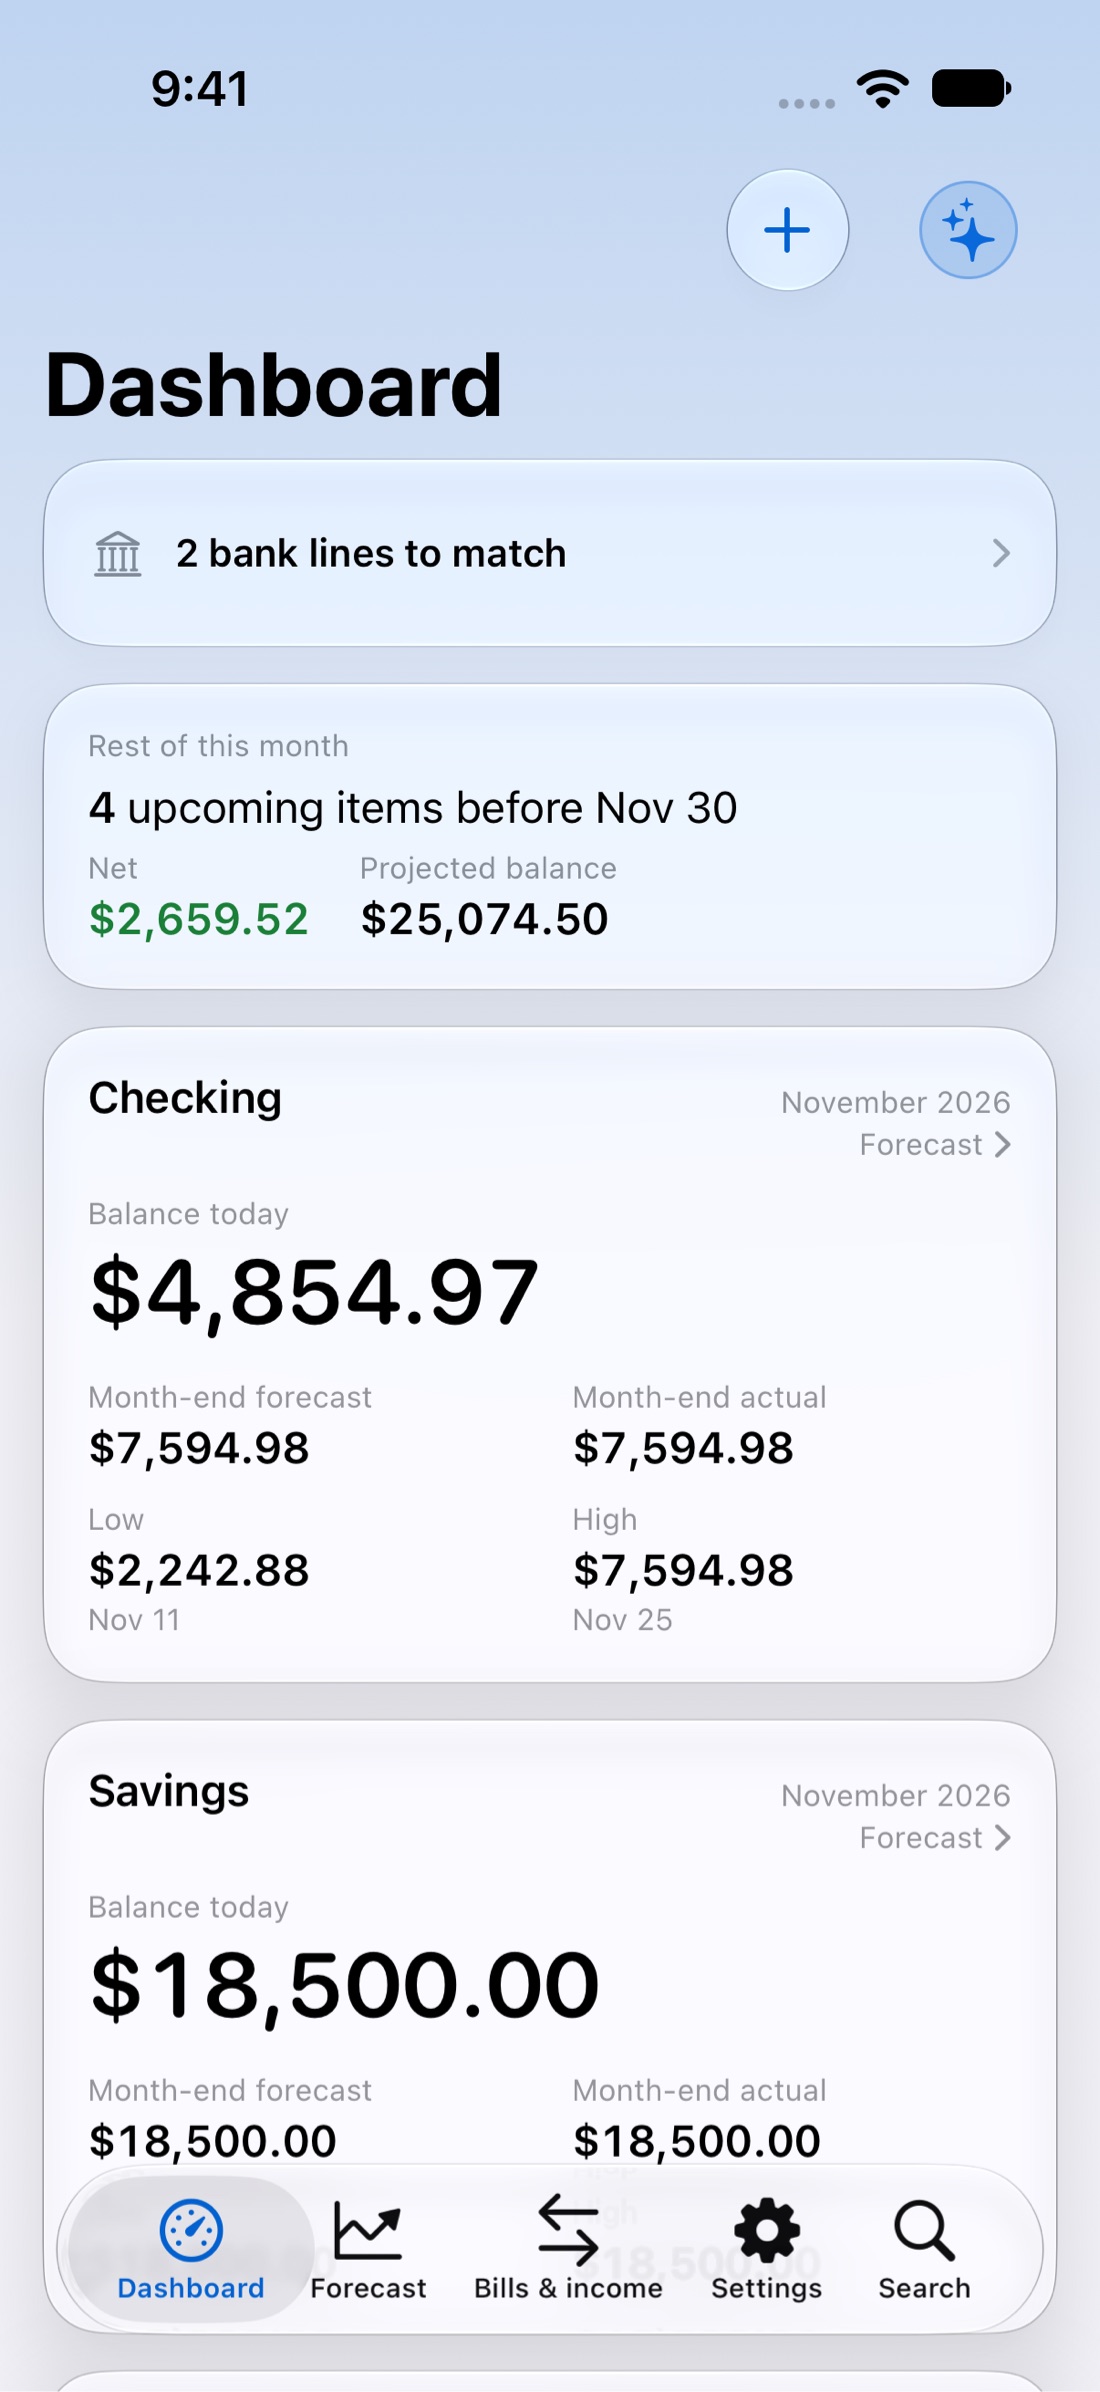 9:41
Dashboard
2 bank lines to match
Rest of this month
4 upcoming items before Nov 30
Net Projected balance
$2,659.52 $25,074.50
Checking November 2026
Forecast
Balance today
$4,854.97
Month-end forecast Month-end actual
$7,594.98 $7,594.98
Low High
$2,242.88 $7,594.98
Nov 11 Nov 25
Savings November 2026
Forecast
Balance today
$18,500.00
Month-end forecast Month-end actual
$18,500.00 $18,500.00
High
$18,500.00
Dashboard Forecast Bills & income Settings Search